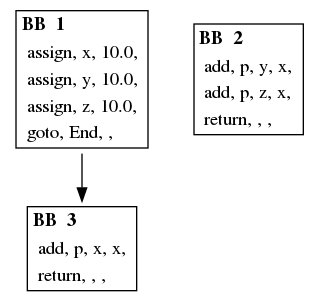 BB 1
assign, x, 10.0,
assign, y, 10.0,
assign, z, 10.0,
goto, End, ,
BB 2
add, p, y, x,
add, p, z, x,
return, , ,
BB 3
add, p, x, x,
return, , ,